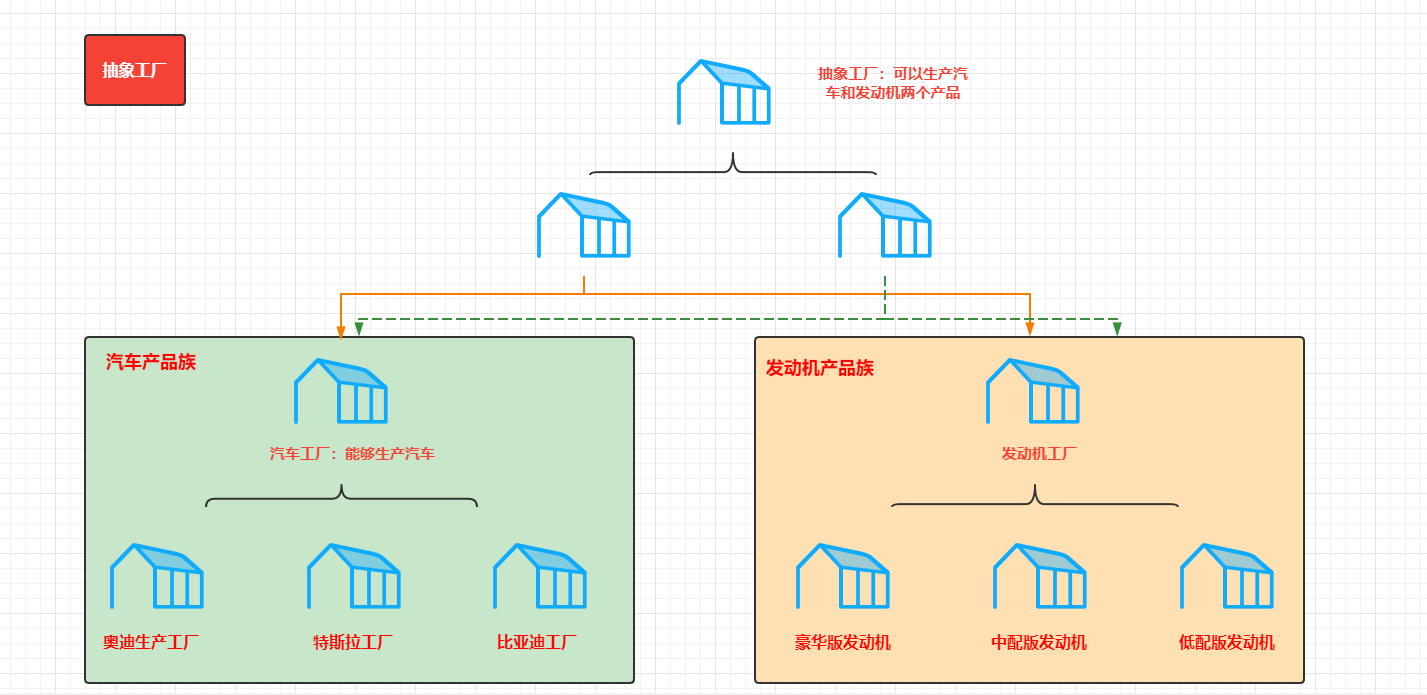 抽象工厂
抽象工厂：可以生产汽
车和发动机两个产品
汽车产品族
发动机产品族
汽车工厂：能够生产汽车
发动机工厂
奥迪生产工厂
特斯拉工厂
比亚迪工厂
豪华版发动机
中配版发动机
低配版发动机